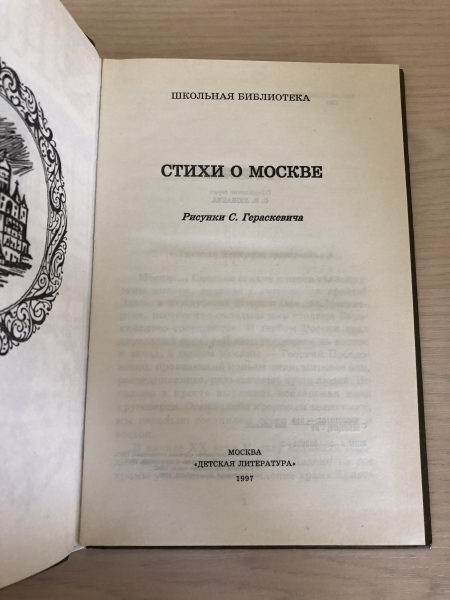 ШКОЛЬНАЯ БИБЛИОТЕКА
СТИХИ О МОСКВЕ
Рисунки С. Гераскевича
МОСКВА
«ДЕТСКАЯ ЛИТЕРАТУРА»
1997